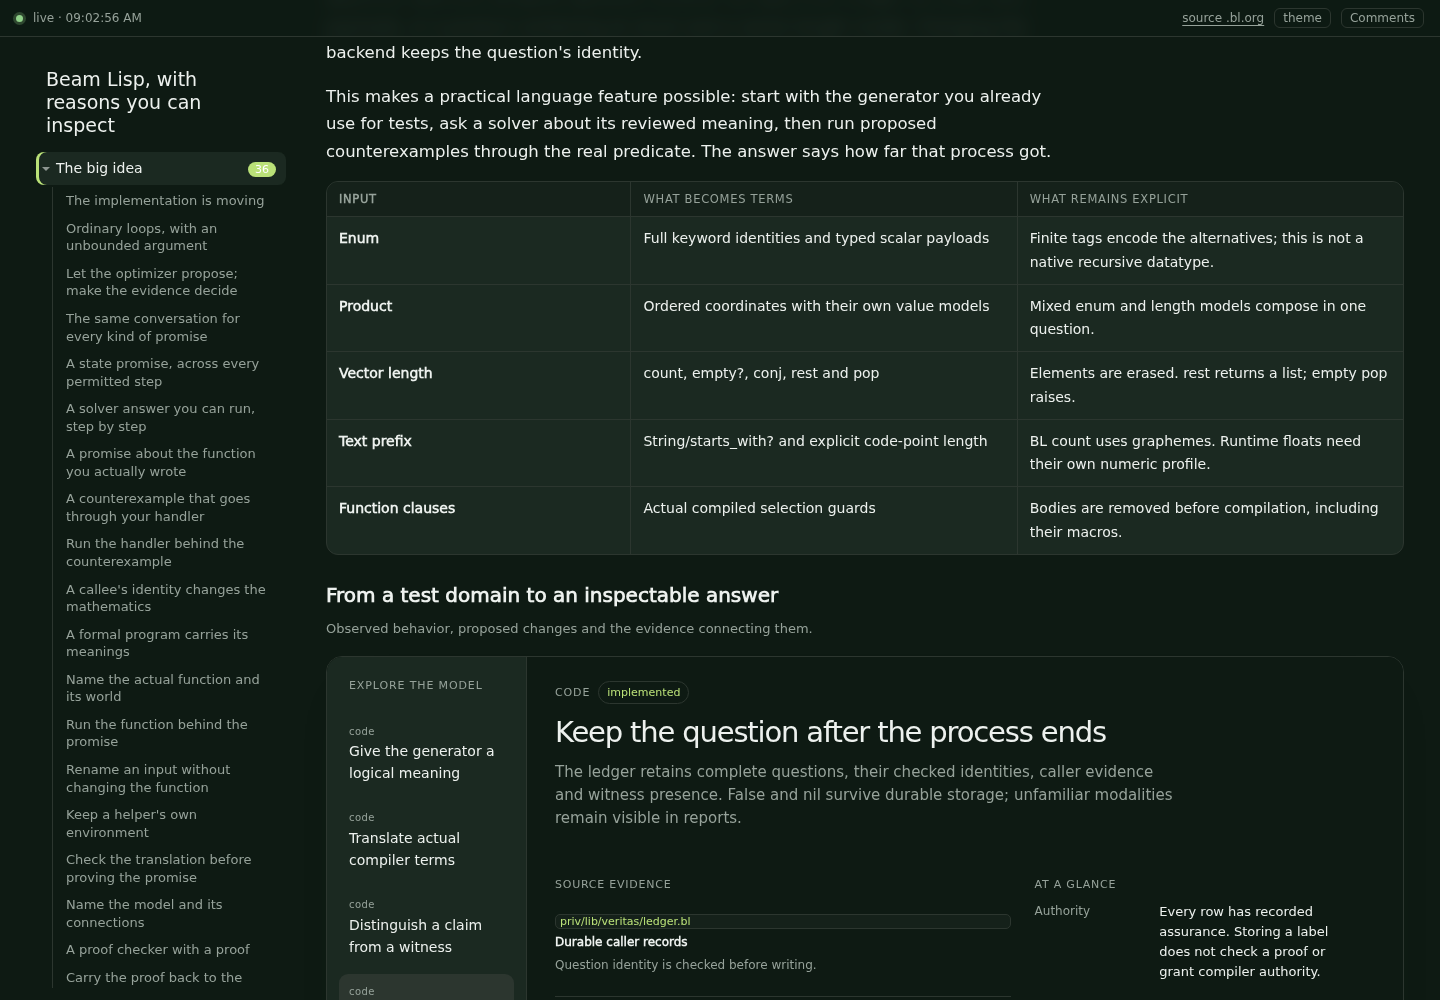 live · 09:02:56 AM
source .bl.org
theme
Comments
Beam Lisp, with
reasons you can
inspect
The big idea
36
The implementation is moving
Ordinary loops, with an
unbounded argument
Let the optimizer propose;
make the evidence decide
The same conversation for
every kind of promise
A state promise, across every
permitted step
A solver answer you can run,
step by step
A promise about the function
you actually wrote
A counterexample that goes
through your handler
Run the handler behind the
counterexample
A callee's identity changes the
mathematics
A formal program carries its
meanings
Name the actual function and
its world
Run the function behind the
promise
Rename an input without
changing the function
Keep a helper's own
environment
Check the translation before
proving the promise
Name the model and its
connections
A proof checker with a proof
Carry the proof back to the
backend keeps the question's identity.
This makes a practical language feature possible: start with the generator you already
use for tests, ask a solver about its reviewed meaning, then run proposed
counterexamples through the real predicate. The answer says how far that process got.
INPUT
WHAT BECOMES TERMS
WHAT REMAINS EXPLICIT
Enum
Full keyword identities and typed scalar payloads
Finite tags encode the alternatives; this is not a
native recursive datatype.
Product
Ordered coordinates with their own value models
Mixed enum and length models compose in one
question.
Vector length
count, empty?, conj, rest and pop
Elements are erased. rest returns a list; empty pop
raises.
Text prefix
String/starts_with? and explicit code-point length
BL count uses graphemes. Runtime floats need
their own numeric profile.
Function clauses
Actual compiled selection guards
Bodies are removed before compilation, including
their macros.
From a test domain to an inspectable answer
Observed behavior, proposed changes and the evidence connecting them.
EXPLORE THE MODEL
code
Give the generator a
logical meaning
code
Translate actual
compiler terms
code
Distinguish a claim
from a witness
code
CODE
implemented
Keep the question after the process ends
The ledger retains complete questions, their checked identities, caller evidence
and witness presence. False and nil survive durable storage; unfamiliar modalities
remain visible in reports.
SOURCE EVIDENCE
priv/lib/veritas/ledger.bl
Durable caller records
Question identity is checked before writing.
AT A GLANCE
Authority
Every row has recorded
assurance. Storing a label
does not check a proof or
grant compiler authority.